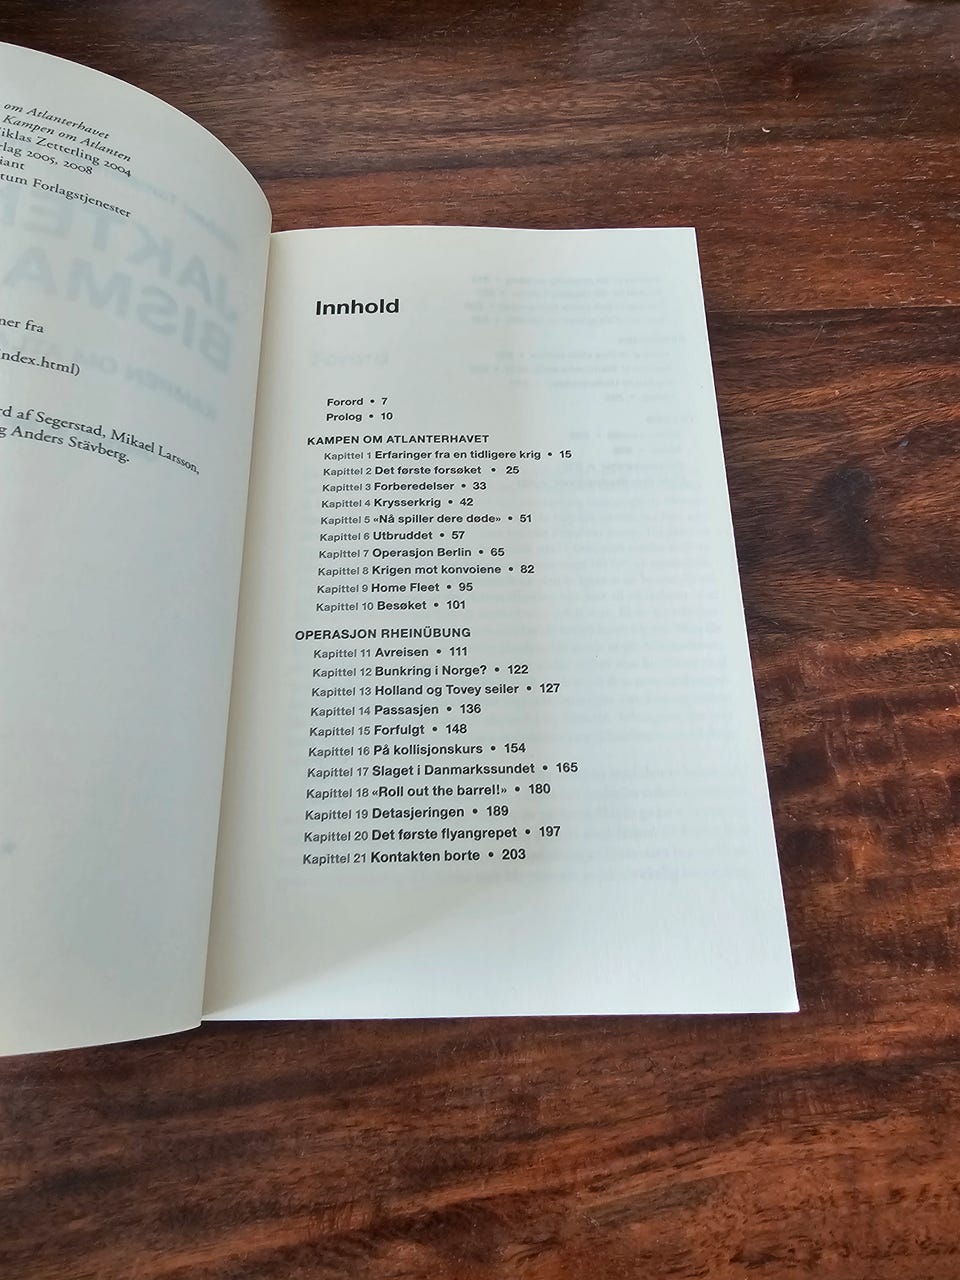 om Atlanterhavet
Kampen om Atlanten
iklas Zetterling 2004
lag 2005, 2008
iant
tum Forlagstjenester
ner fra
index.html)
rd af Segerstad, Mikael Larsson,
g Anders Stävberg.
Innhold
Forord • 7
Prolog • 10
KAMPEN OM ATLANTERHAVET
Kapittel 1 Erfaringer fra en tidligere krig • 15
Kapittel 2 Det første forsøket • 25
Kapittel 3 Forberedelser • 33
Kapittel 4 Krysserkrig • 42
Kapittel 5 «Nå spiller dere døde» • 51
Kapittel 6 Utbruddet • 57
Kapittel 7 Operasjon Berlin • 65
Kapittel 8 Krigen mot konvoiene • 82
Kapittel 9 Home Fleet • 95
Kapittel 10 Besøket • 101
OPERASJON RHEINÜBUNG
Kapittel 11 Avreisen • 111
Kapittel 12 Bunkring i Norge? • 122
Kapittel 13 Holland og Tovey seiler • 127
Kapittel 14 Passasjen • 136
Kapittel 15 Forfulgt • 148
Kapittel 16 På kollisjonskurs • 154
Kapittel 17 Slaget i Danmarkssundet • 165
Kapittel 18 «Roll out the barrel!» • 180
Kapittel 19 Detasjeringen • 189
Kapittel 20 Det første flyangrepet • 197
Kapittel 21 Kontakten borte • 203